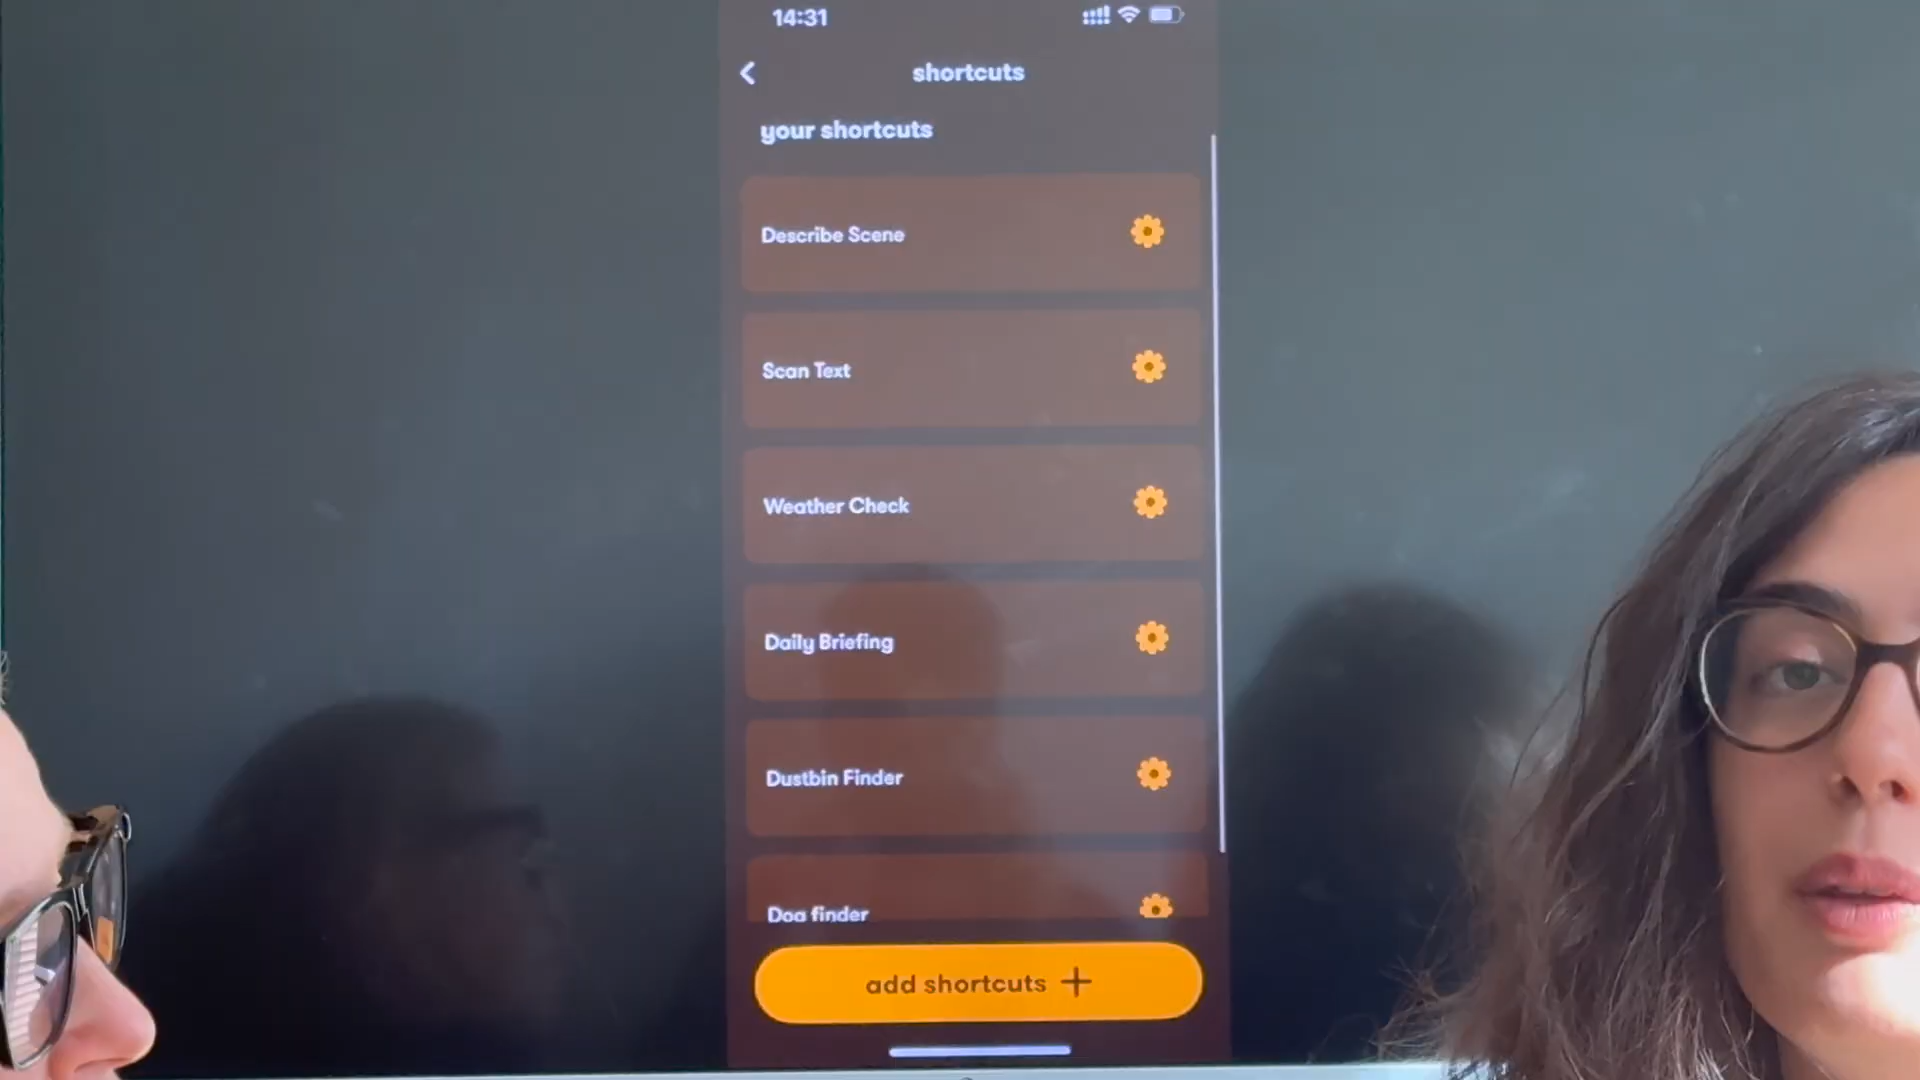 14:31
shortcuts
your shortcuts
Describe Scene
Scan Text
Weather Check
Daily Briefing
Dustbin Finder
Dog finder
add shortcuts +